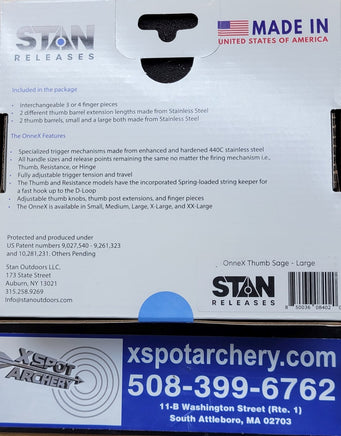 STAN
RELEASES
MADE IN
UNITED STATES OF AMERICA
Included in the package
• Interchangeable 3 or 4 finger pieces
• 2 different thumb barrel extension lengths made from Stainless Steel
• 2 thumb barrels, small and a large both made from Stainless Steel
The OnneX Features
• Specialized trigger mechanisms made from enhanced and hardened 440C stainless steel
• All handle sizes and release points remaining the same no matter the firing mechanism i.e.,
Thumb, Resistance, or Hinge
• Fully adjustable trigger tension and travel
• The Thumb and Resistance models have the incorporated Spring-loaded string keeper for
a fast hook up to the D-Loop
• Adjustable thumb knobs, thumb post extensions, and finger pieces
• The OnneX is available in Small, Medium, Large, X-Large, and XX-Large
Protected and produced under
US Patent numbers 9,027,540 - 9,261,323
and 10,281,231. Others Pending
Stan Outdoors LLC.
173 State Street
Auburn, NY 13021
315.258.9269
Info@stanoutdoors.com
OnneX Thumb Sage - Large
STAN
RELEASES
8 50036 08402
XSPOT
ARCHERY
xspotarchery.com
508-399-6762
11-B Washington Street (Rte. 1)
South Attleboro, MA 02703